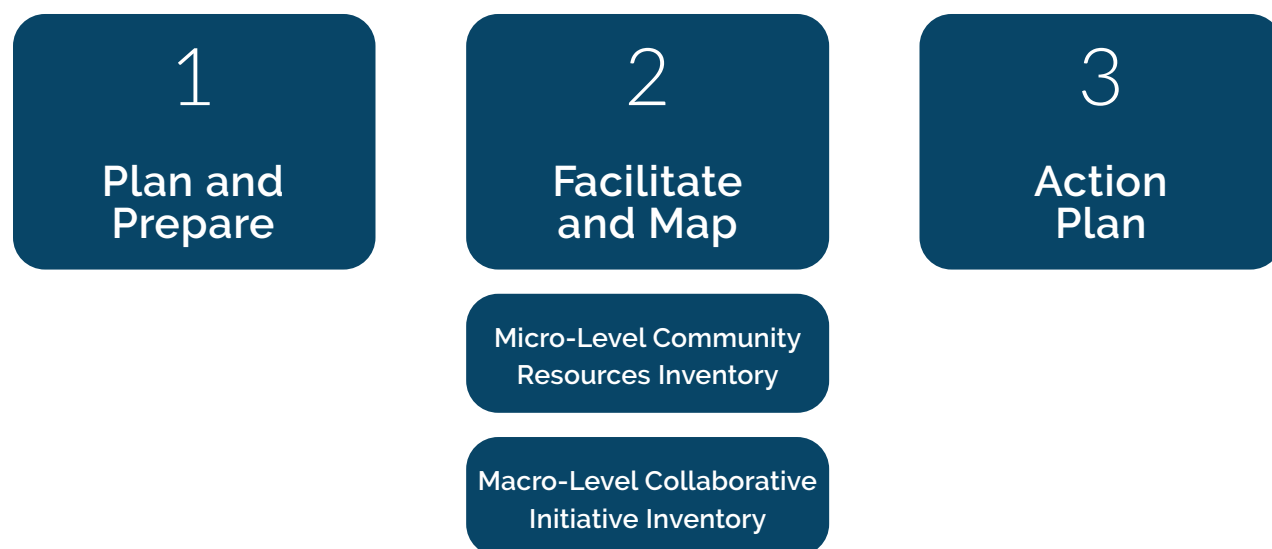 1
Plan and
Prepare
2
Facilitate
and Map
Micro-Level Community
Resources Inventory
Macro-Level Collaborative
Initiative Inventory
3
Action
Plan